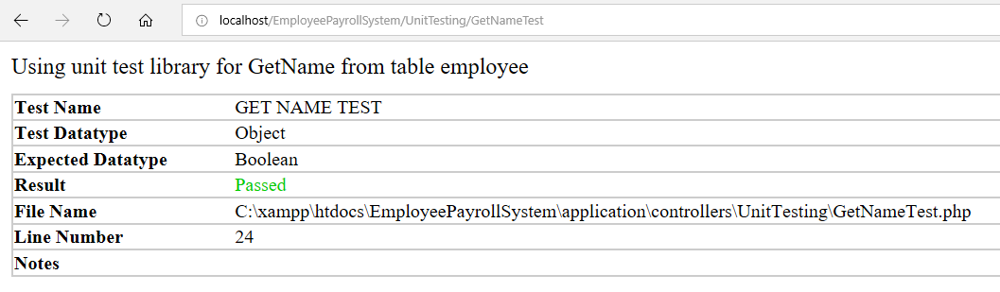 localhost/EmployeePayrollSystem/UnitTesting/GetNameTest
Using unit test library for GetName from table employee
Test Name GET NAME TEST
Test Datatype Object
Expected Datatype Boolean
Result Passed
File Name C:\xampp\htdocs\EmployeePayrollSystem\application\controllers\UnitTesting\GetNameTest.php
Line Number 24
Notes